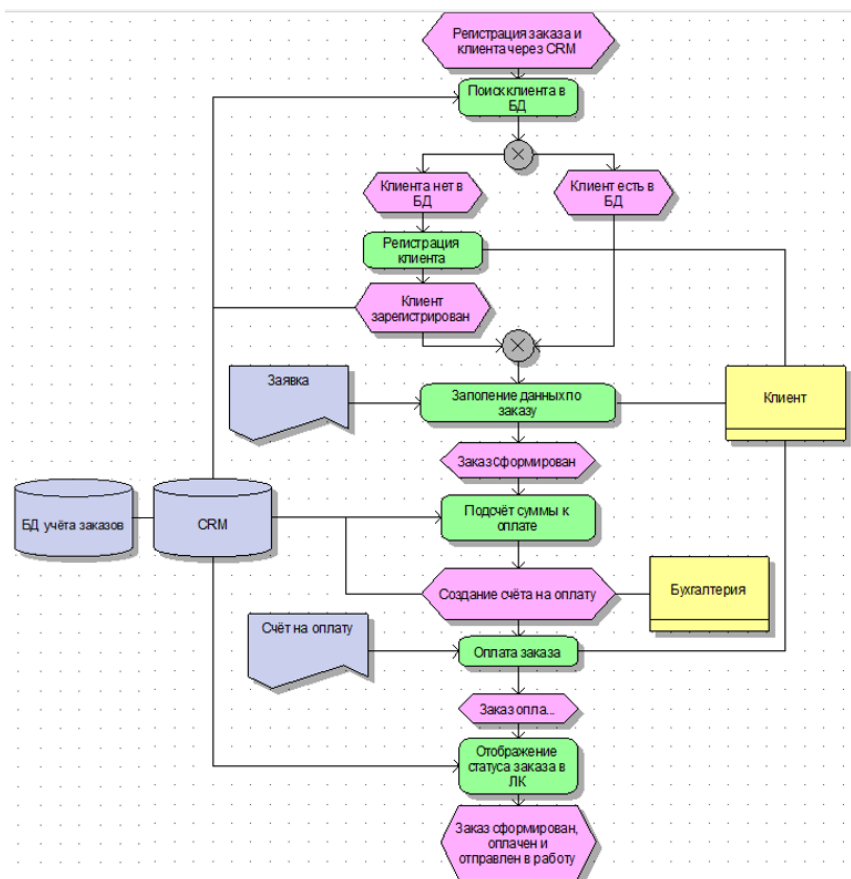 Регистрация заказа и
клиента через CRM
Поиск клиента в
БД
Клиента нет в
БД
Клиент есть в
БД
Регистрация
клиента
Клиент
зарегистрирован
Заявка
Заполение данных по
заказу
Клиент
Заказ Сформирован
БД учёта заказов
CRM
Подсчёт суммы к
оплате
Создание счёта на оплату
Бухгалтерия
Счёт на оплату
Оплата заказа
Заказ опла...
Отображение
статуса заказа в
ЛК
Заказ сформирован,
оплачен и
отправлен в работу